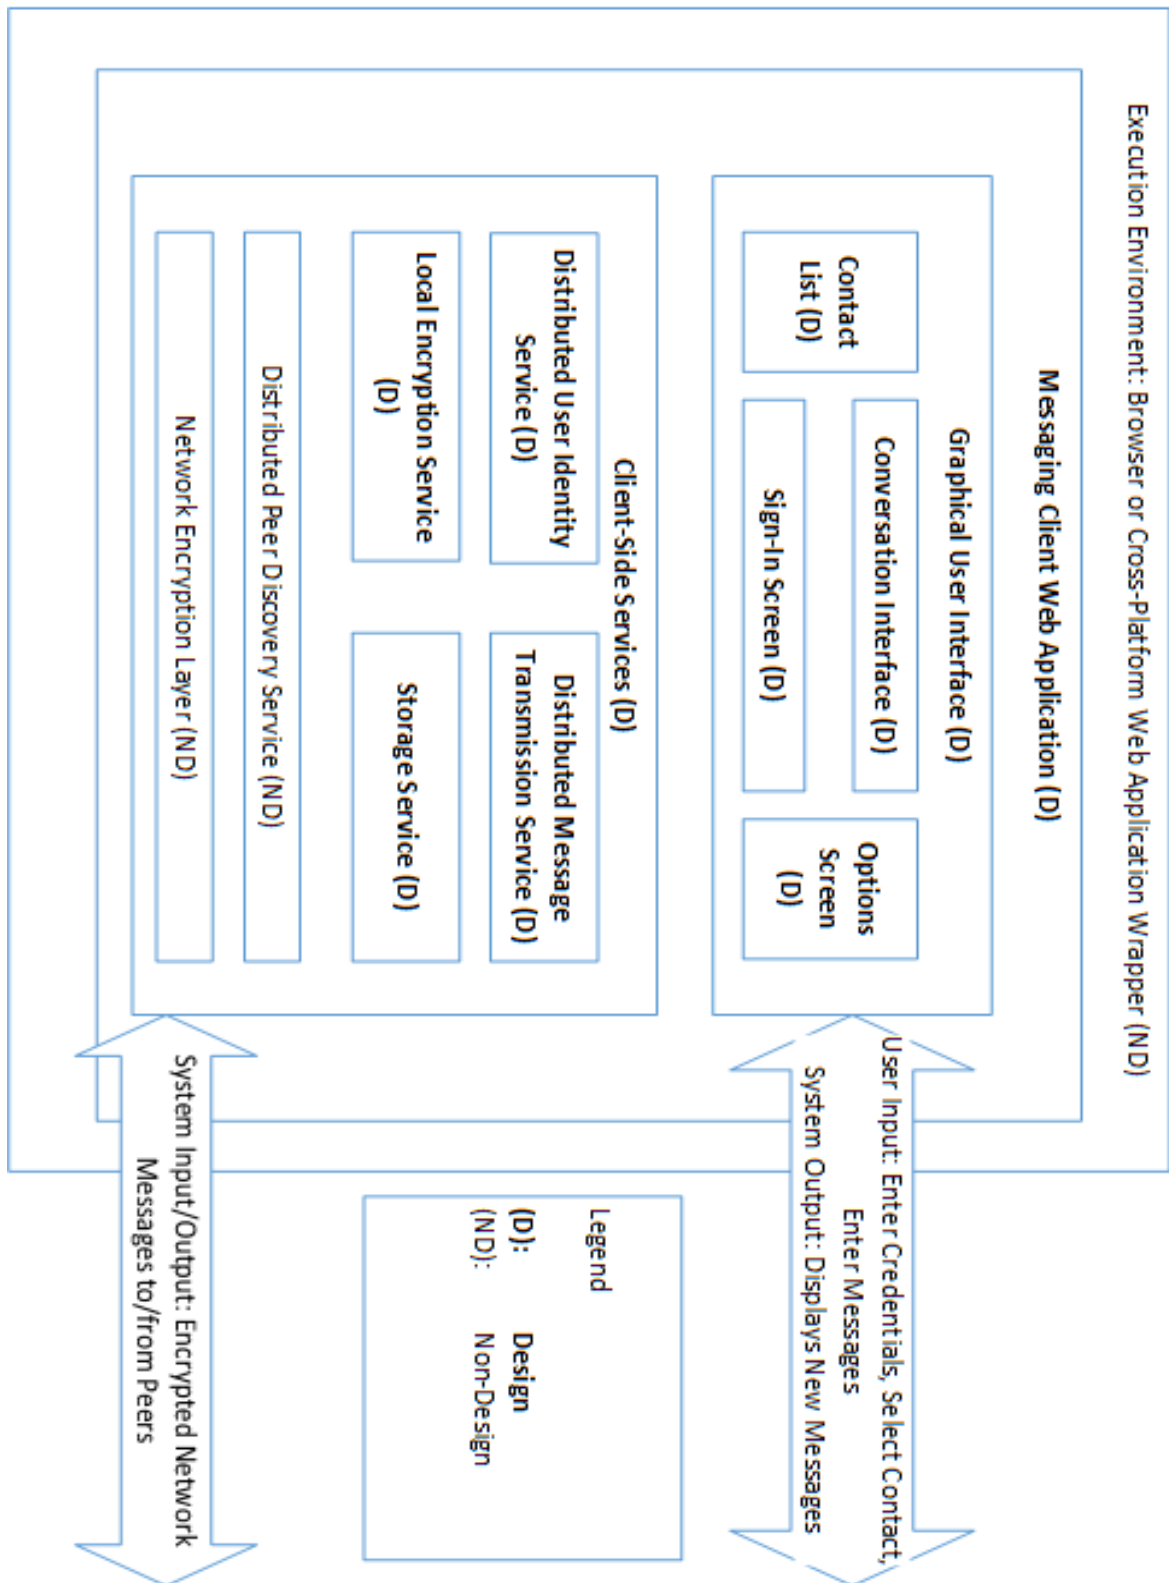 Execution Environment: Browser or Cross-Platform Web Application Wrapper (ND)
Messaging Client Web Application (D)
Graphical User Interface (D)
Contact
List (D)
Conversation Interface (D)
Sign-In Screen (D)
Options
Screen
(D)
User Input: Enter Credentials, Select Contact,
Enter Messages
System Output: Displays New Messages
Client-Side Services (D)
Distributed User Identity
Service (D)
Distributed Message
Transmission Service (D)
Local Encryption Service
(D)
Storage Service (D)
Distributed Peer Discovery Service (ND)
Network Encryption Layer (ND)
Legend
(D): Design
(ND): Non-Design
System Input/Output: Encrypted Network
Messages to/from Peers